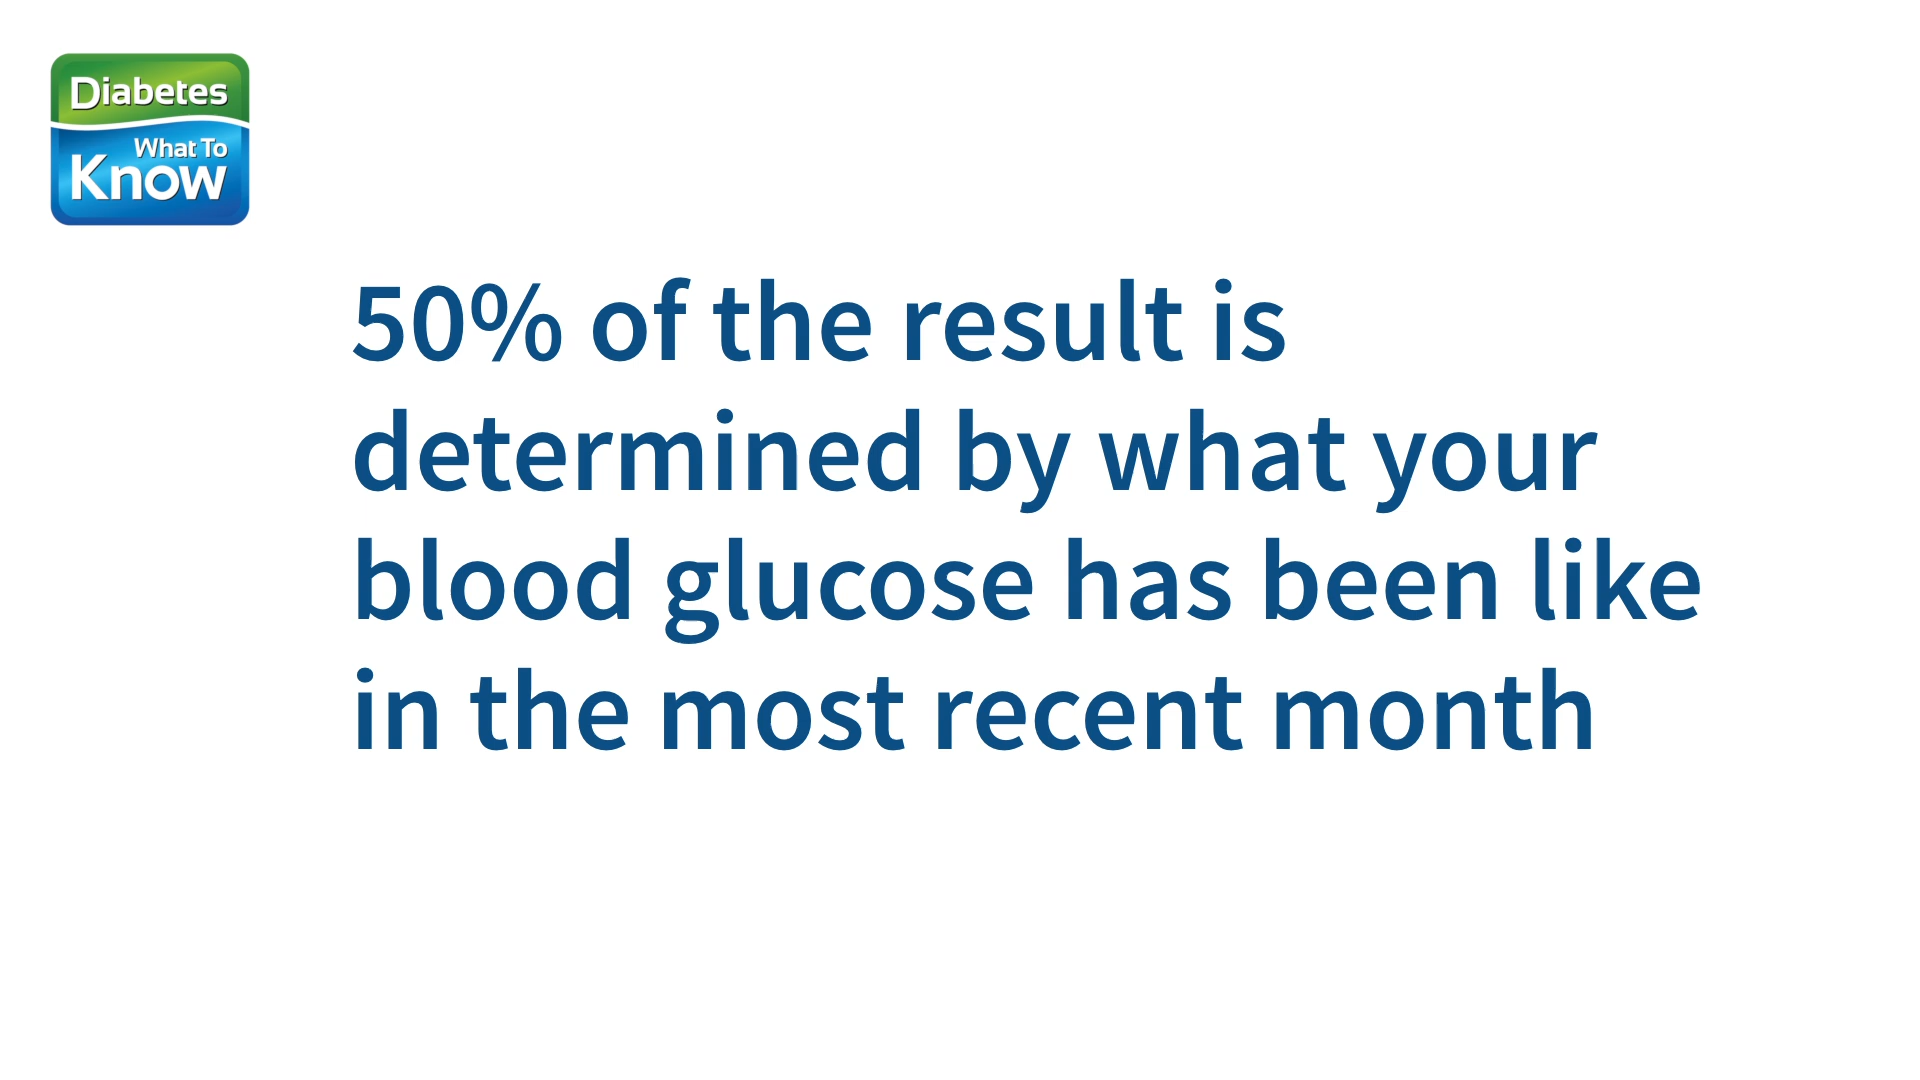 Diabetes
What To
Know
50% of the result is
determined by what your
blood glucose has been like
in the most recent month